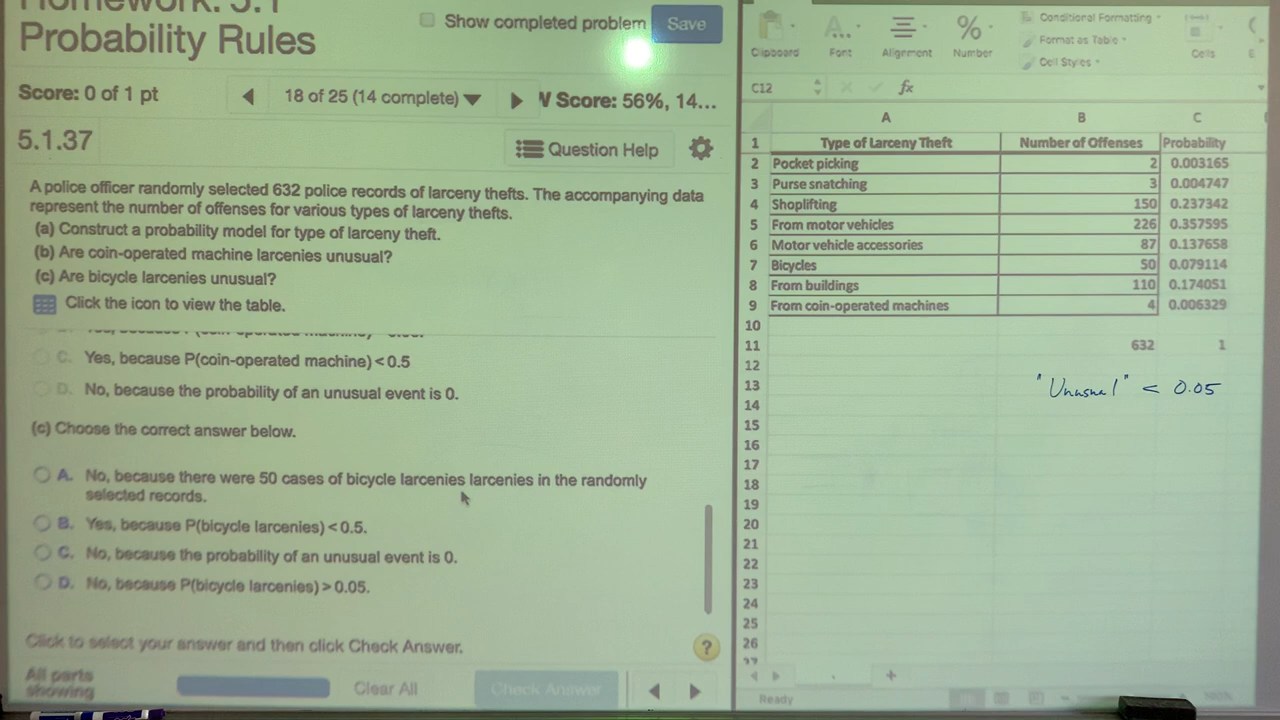 Homework: 5.1
Probability Rules
Show completed problem
Save
Score: 0 of 1 pt
18 of 25 (14 complete)
Score: 56%, 14...
5.1.37
Question Help
A police officer randomly selected 632 police records of larceny thefts. The accompanying data
represent the number of offenses for various types of larceny thefts.
(a) Construct a probability model for type of larceny theft.
(b) Are coin-operated machine larcenies unusual?
(c) Are bicycle larcenies unusual?
Click the icon to view the table.
C. Yes, because P(coin-operated machine) < 0.5
D. No, because the probability of an unusual event is 0.
(c) Choose the correct answer below.
A. No, because there were 50 cases of bicycle larcenies larcenies in the randomly
selected records.
B. Yes, because P(bicycle larcenies) < 0.5.
C. No, because the probability of an unusual event is 0.
D. No, because P(bicycle larcenies) > 0.05.
Click to select your answer and then click Check Answer.
?
All parts
showing
Clear All
Check Answer
Clipboard
Font
Alignment
%
Number
Conditional Formatting
Format as Table
Cell Styles
Cells
C12
fx
A B C
1 Type of Larceny Theft Number of Offenses Probability
2 Pocket picking 2 0.003165
3 Purse snatching 3 0.004747
4 Shoplifting 150 0.237342
5 From motor vehicles 226 0.357595
6 Motor vehicle accessories 87 0.137658
7 Bicycles 50 0.079114
8 From buildings 110 0.174051
9 From coin-operated machines 4 0.006329
10
11 632 1
12
13 "Unusual" < 0.05
14
15
16
17
18
19
20
21
22
23
24
25
26
Ready